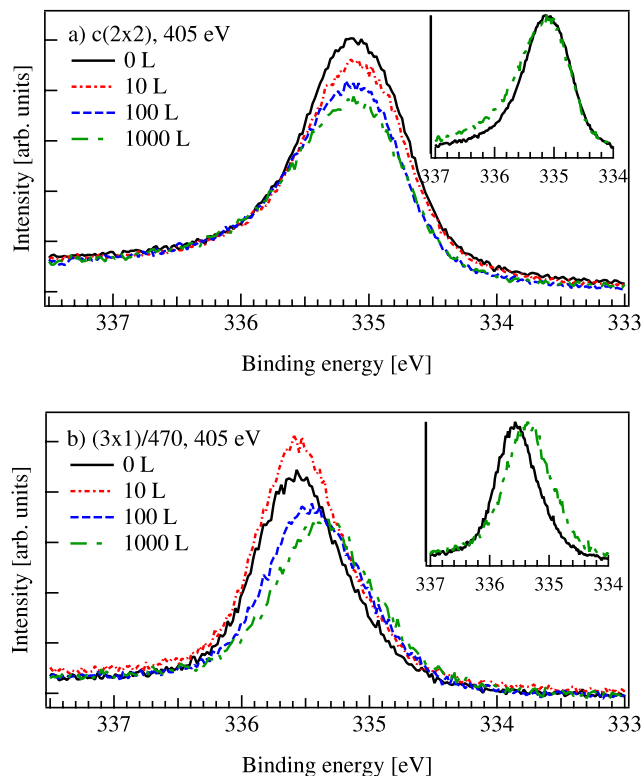 a) c(2x2), 405 eV
0 L
10 L
100 L
1000 L
337 336 335 334
Intensity [arb. units]
337 336 335 334 333
Binding energy [eV]
b) (3x1)/470, 405 eV
0 L
10 L
100 L
1000 L
337 336 335 334
Intensity [arb. units]
337 336 335 334 333
Binding energy [eV]